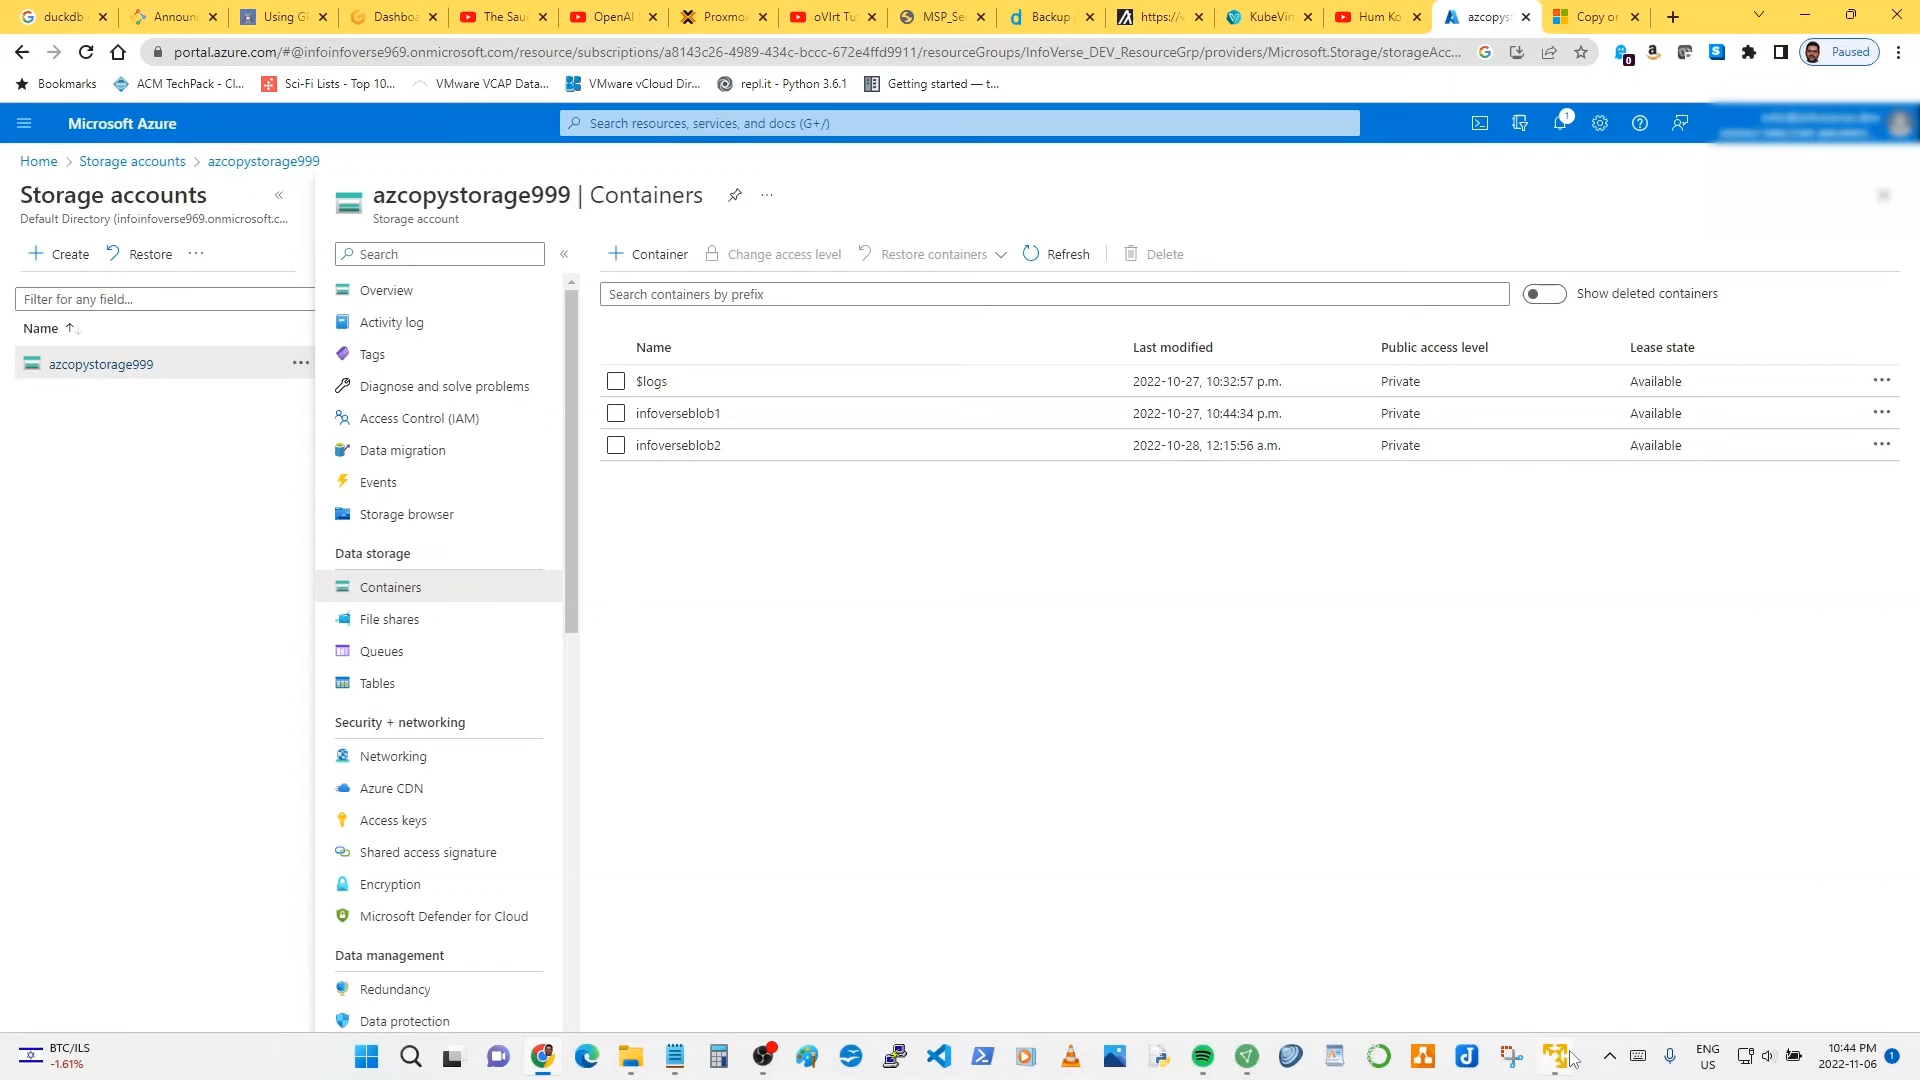 duckdb
Announc
Using G
Dashboa
The Sau
OpenAI
Proxmo
oVIrt Tu
MSP_Se
Backup
https://v
KubeVir
Hum Ko
azcopyst
Copy or
portal.azure.com/#@infoinfoverse969.onmicrosoft.com/resource/subscriptions/a8143c26-4989-434c-bccc-672e4ffd9911/resourceGroups/InfoVerse_DEV_ResourceGrp/providers/Microsoft.Storage/storageAcc...
0
Paused
Bookmarks
ACM TechPack - Cl...
Sci-Fi Lists - Top 10...
VMware VCAP Data...
VMware vCloud Dir...
repl.it - Python 3.6.1
Getting started — t...
Microsoft Azure
Search resources, services, and docs (G+/)
1
Home > Storage accounts > azcopystorage999
Storage accounts
Default Directory (infoinfoverse969.onmicrosoft.c...
Create
Restore
Filter for any field...
Name
azcopystorage999
azcopystorage999 | Containers
Storage account
Search
Overview
Activity log
Tags
Diagnose and solve problems
Access Control (IAM)
Data migration
Events
Storage browser
Data storage
Containers
File shares
Queues
Tables
Security + networking
Networking
Azure CDN
Access keys
Shared access signature
Encryption
Microsoft Defender for Cloud
Data management
Redundancy
Data protection
Container
Change access level
Restore containers
Refresh
Delete
Search containers by prefix
Show deleted containers
Name Last modified Public access level Lease state
$logs 2022-10-27, 10:32:57 p.m. Private Available
infoverseblob1 2022-10-27, 10:44:34 p.m. Private Available
infoverseblob2 2022-10-28, 12:15:56 a.m. Private Available
BTC/ILS
-1.61%
ENG
US
10:44 PM
2022-11-06
1